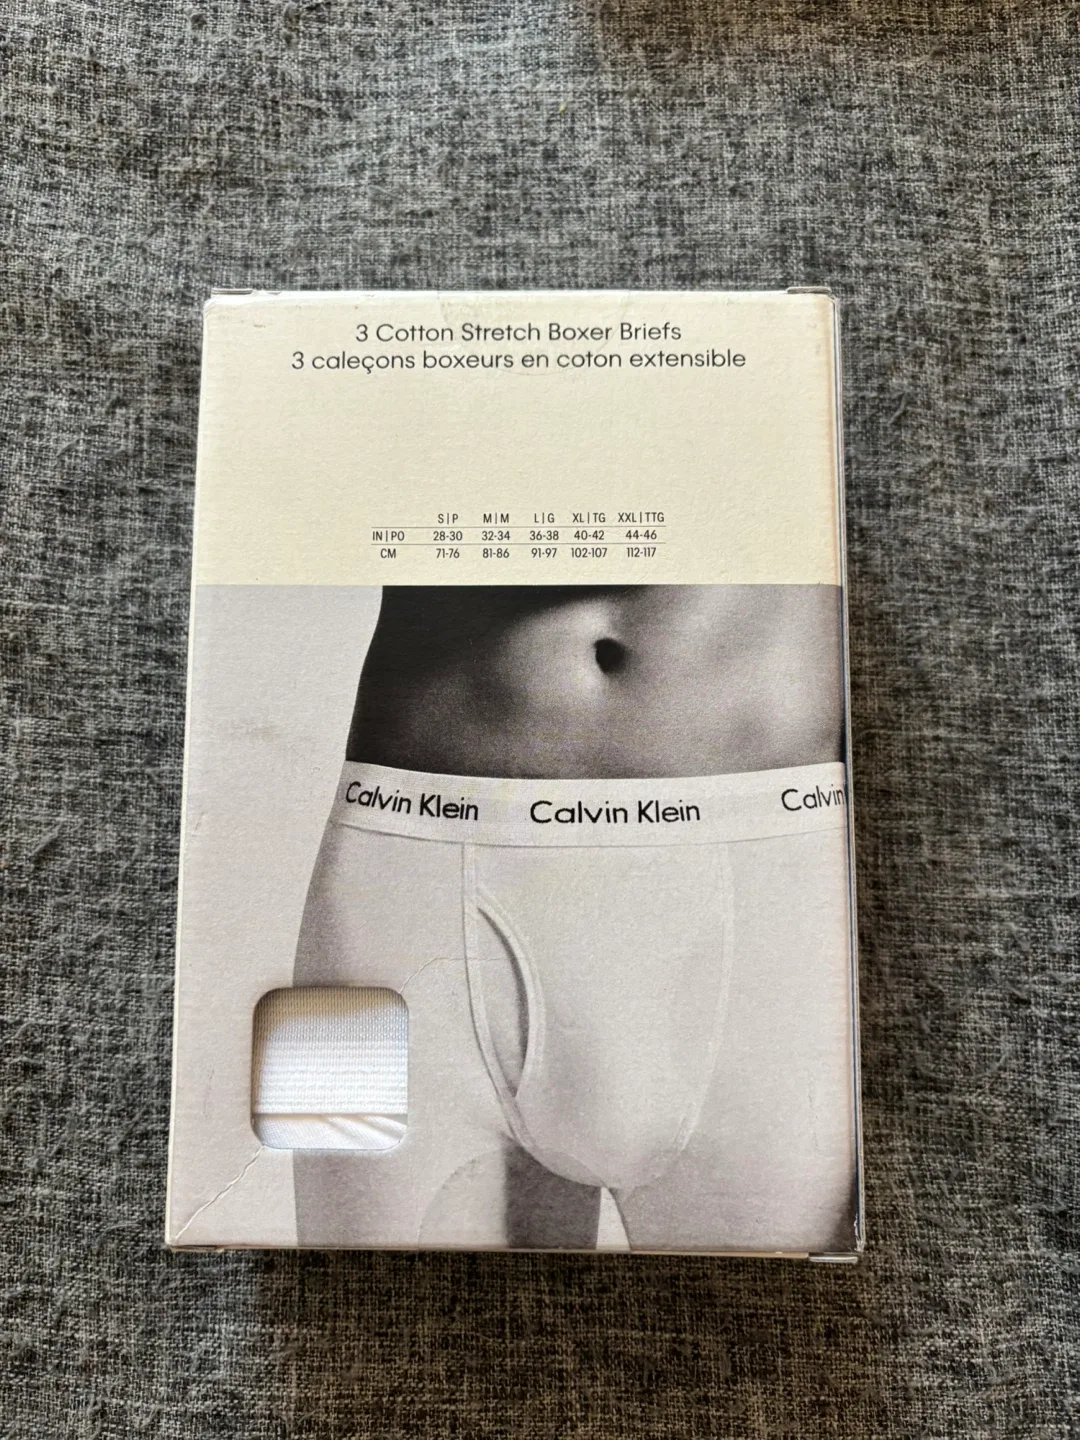 3 Cotton Stretch Boxer Briefs
3 caleçons boxeurs en coton extensible
S|P M|M L|G XL|TG XXL|TTG
IN|PO 28-30 32-34 36-38 40-42 44-46
CM 71-76 81-86 91-97 102-107 112-117
Calvin Klein Calvin Klein Calvin